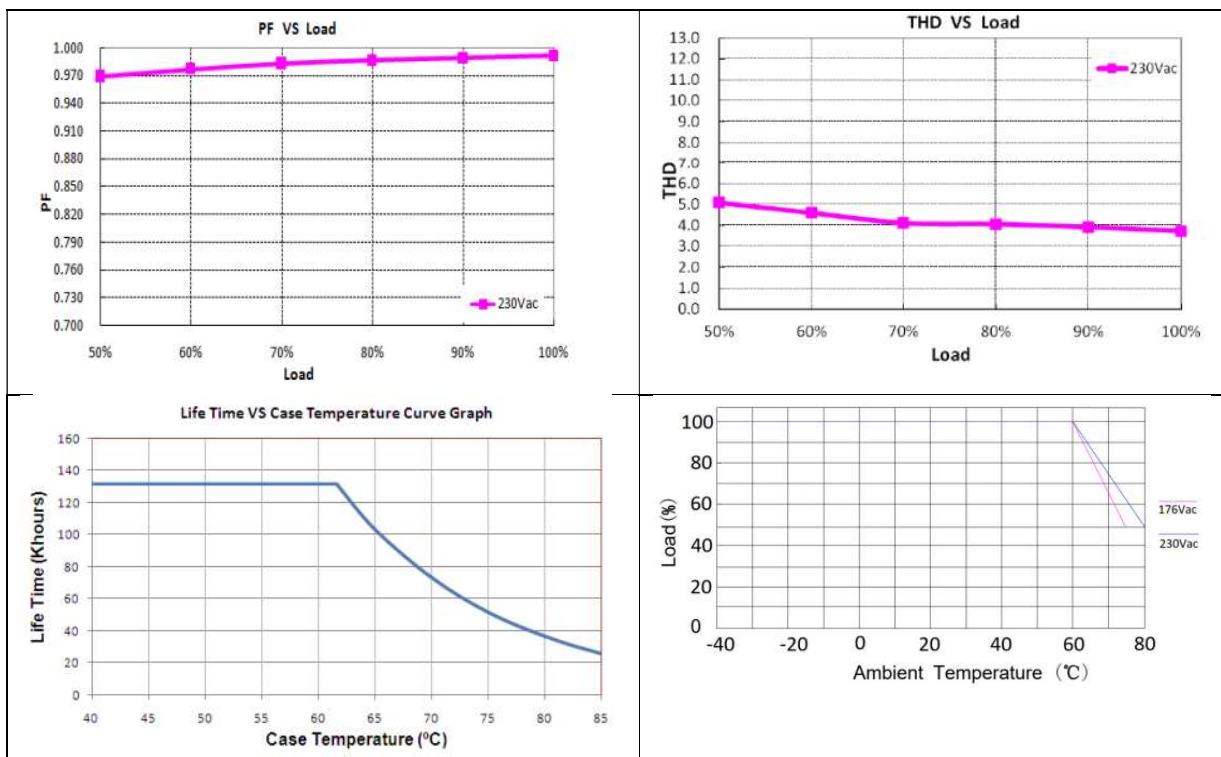 PF VS Load
1.000
0.970
0.940
0.910
0.880
0.850
0.820
0.790
0.760
0.730
0.700
PF
230Vac
50% 60% 70% 80% 90% 100%
Load
THD VS Load
13.0
12.0
11.0
10.0
9.0
8.0
7.0
6.0
5.0
4.0
3.0
2.0
1.0
0.0
THD
230Vac
50% 60% 70% 80% 90% 100%
Load
Life Time VS Case Temperature Curve Graph
160
140
120
100
80
60
40
20
0
Life Time (Khours)
40 45 50 55 60 65 70 75 80 85
Case Temperature (ºC)
100
80
60
40
20
0
Load (%)
176Vac
230Vac
-40 -20 0 20 40 60 80
Ambient Temperature (℃)